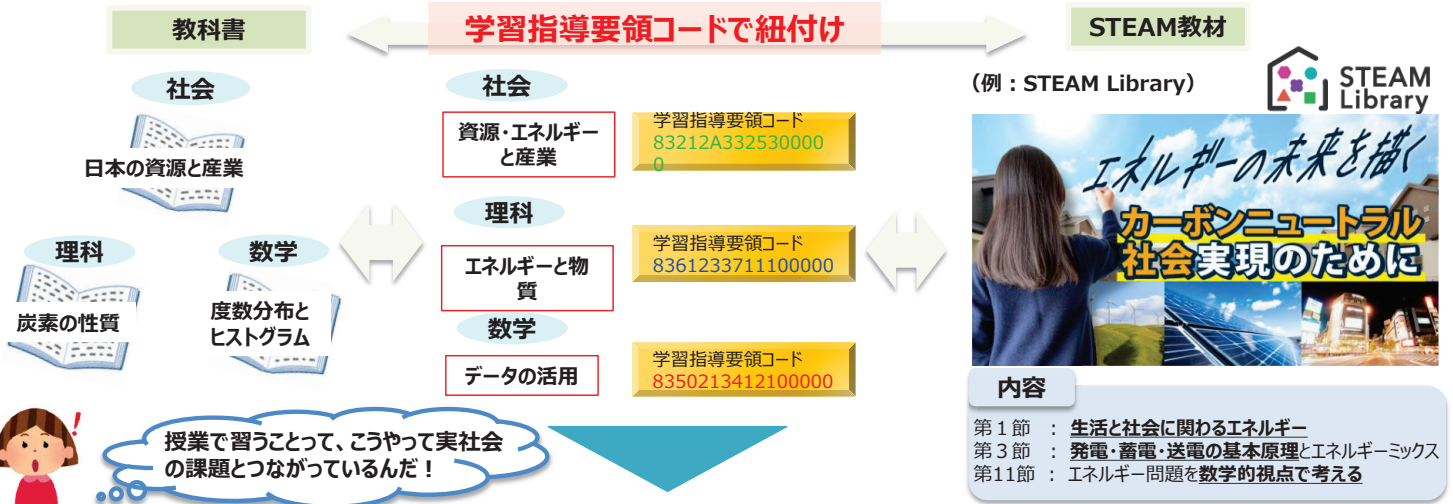 教科書
学習指導要領コードで紐付け
STEAM教材
社会
日本の資源と産業
理科
炭素の性質
数学
度数分布と
ヒストグラム
社会
資源・エネルギー
と産業
学習指導要領コード
83212A332530000
0
理科
エネルギーと物
質
学習指導要領コード
8361233711100000
数学
データの活用
学習指導要領コード
8350213412100000
（例：STEAM Library）
STEAM
Library
エネルギーの未来を描く
カーボンニュートラル
社会実現のために
内容
第１節 ： 生活と社会に関わるエネルギー
第３節 ： 発電・蓄電・送電の基本原理とエネルギーミックス
第11節 ： エネルギー問題を数学的視点で考える
!
授業で習うことって、こうやって実社会
の課題とつながっているんだ！